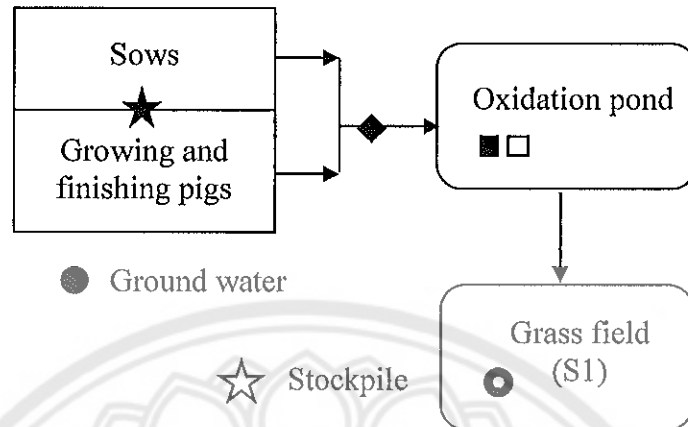 Sows
Growing and
finishing pigs
Oxidation pond
Ground water
Grass field
(S1)
Stockpile